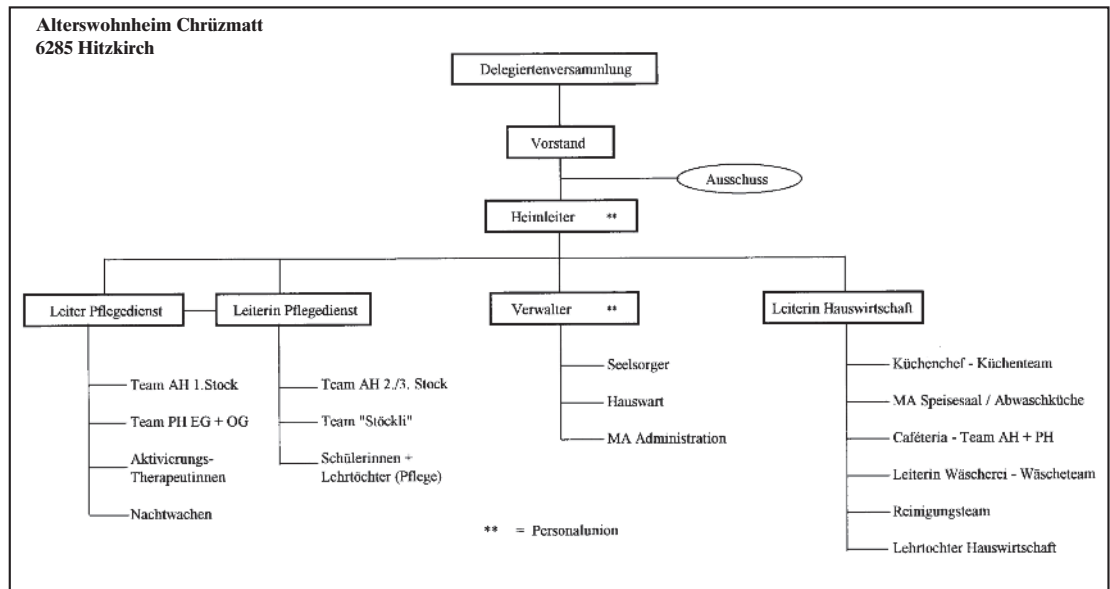 Alterswohnheim Chrüzmatt
6285 Hitzkirch
Delegiertenversammlung
Vorstand
Ausschuss
Heimleiter **
Leiter Pflegedienst
Leiterin Pflegedienst
Verwalter **
Leiterin Hauswirtschaft
Team AH 1.Stock
Team PH EG + OG
Aktivierungs-
Therapeutinnen
Nachtwachen
Team AH 2./3. Stock
Team "Stöckli"
Schülerinnen +
Lehrtöchter (Pflege)
Seelsorger
Hauswart
MA Administration
Küchenchef - Küchenteam
MA Speisesaal / Abwaschküche
Caféteria - Team AH + PH
Leiterin Wäscherei - Wäscheteam
Reinigungsteam
Lehrtochter Hauswirtschaft
** = Personalunion